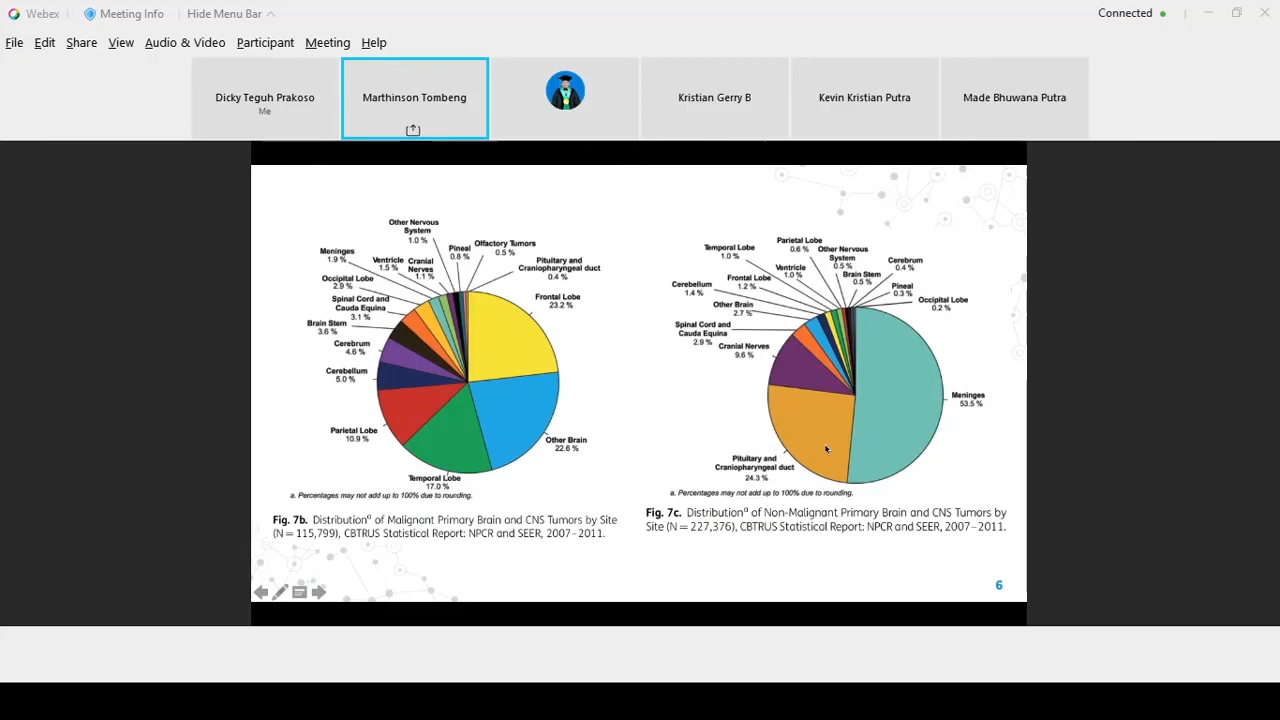 Webex
Meeting Info
Hide Menu Bar
Connected
File Edit Share View Audio & Video Participant Meeting Help
Dicky Teguh Prakoso
Me
Marthinson Tombeng
Kristian Gerry B
Kevin Kristian Putra
Made Bhuwana Putra
Other Nervous
System
1.0 %
Meninges
1.9 %
Ventricle
1.5 %
Cranial
Nerves
1.1 %
Pineal
0.8 %
Olfactory Tumors
0.5 %
Pituitary and
Craniopharyngeal duct
0.4 %
Occipital Lobe
2.9 %
Frontal Lobe
23.2 %
Spinal Cord and
Cauda Equina
3.1 %
Brain Stem
3.6 %
Cerebrum
4.6 %
Cerebellum
5.0 %
Parietal Lobe
10.9 %
Other Brain
22.6 %
Temporal Lobe
17.0 %
a. Percentages may not add up to 100% due to rounding.
Fig. 7b. Distributionª of Malignant Primary Brain and CNS Tumors by Site
(N = 115,799), CBTRUS Statistical Report: NPCR and SEER, 2007–2011.
Temporal Lobe
1.0 %
Parietal Lobe
0.6 %
Other Nervous
System
0.5 %
Ventricle
1.0 %
Cerebrum
0.4 %
Brain Stem
0.5 %
Frontal Lobe
1.2 %
Cerebellum
1.4 %
Pineal
0.3 %
Occipital Lobe
0.2 %
Other Brain
2.7 %
Spinal Cord and
Cauda Equina
2.9 %
Cranial Nerves
9.6 %
Meninges
53.5 %
Pituitary and
Craniopharyngeal duct
24.3 %
a. Percentages may not add up to 100% due to rounding.
Fig. 7c. Distributionª of Non-Malignant Primary Brain and CNS Tumors by
Site (N = 227,376), CBTRUS Statistical Report: NPCR and SEER, 2007–2011.
6